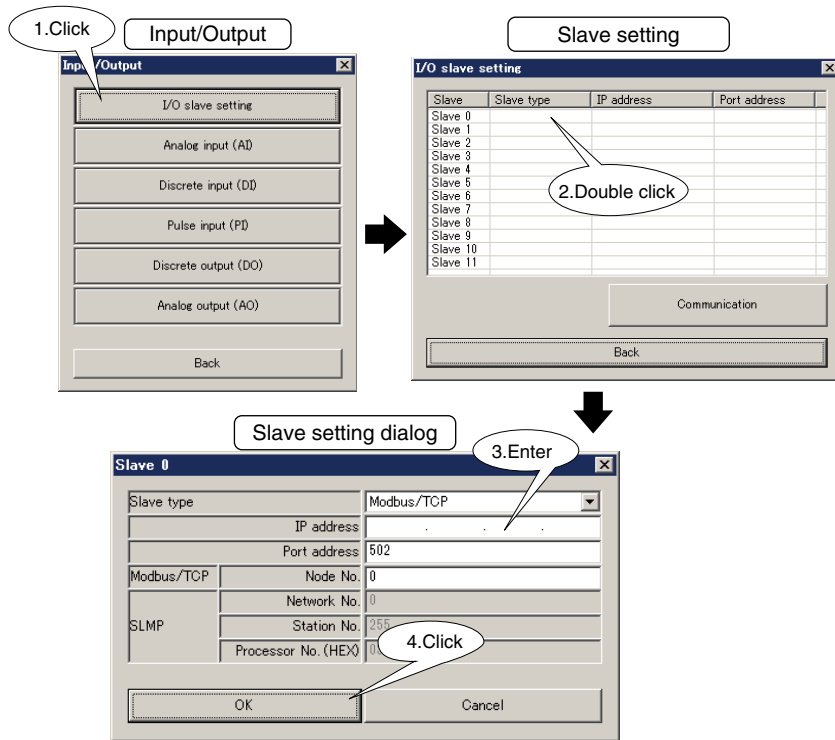 1.Click
Input/Output
Slave setting
Input/Output
I/O slave setting
Analog input (AI)
Discrete input (DI)
Pulse input (PI)
Discrete output (DO)
Analog output (AO)
Back
I/O slave setting
Slave Slave type IP address Port address
Slave 0
Slave 1
Slave 2
Slave 3
Slave 4
Slave 5
Slave 6
Slave 7
Slave 8
Slave 9
Slave 10
Slave 11
2.Double click
Communication
Back
Slave setting dialog
3.Enter
Slave 0
Slave type Modbus/TCP
IP address . . .
Port address 502
Modbus/TCP Node No. 0
SLMP Network No. 0
Station No. 255
Processor No. (HEX)
4.Click
OK Cancel